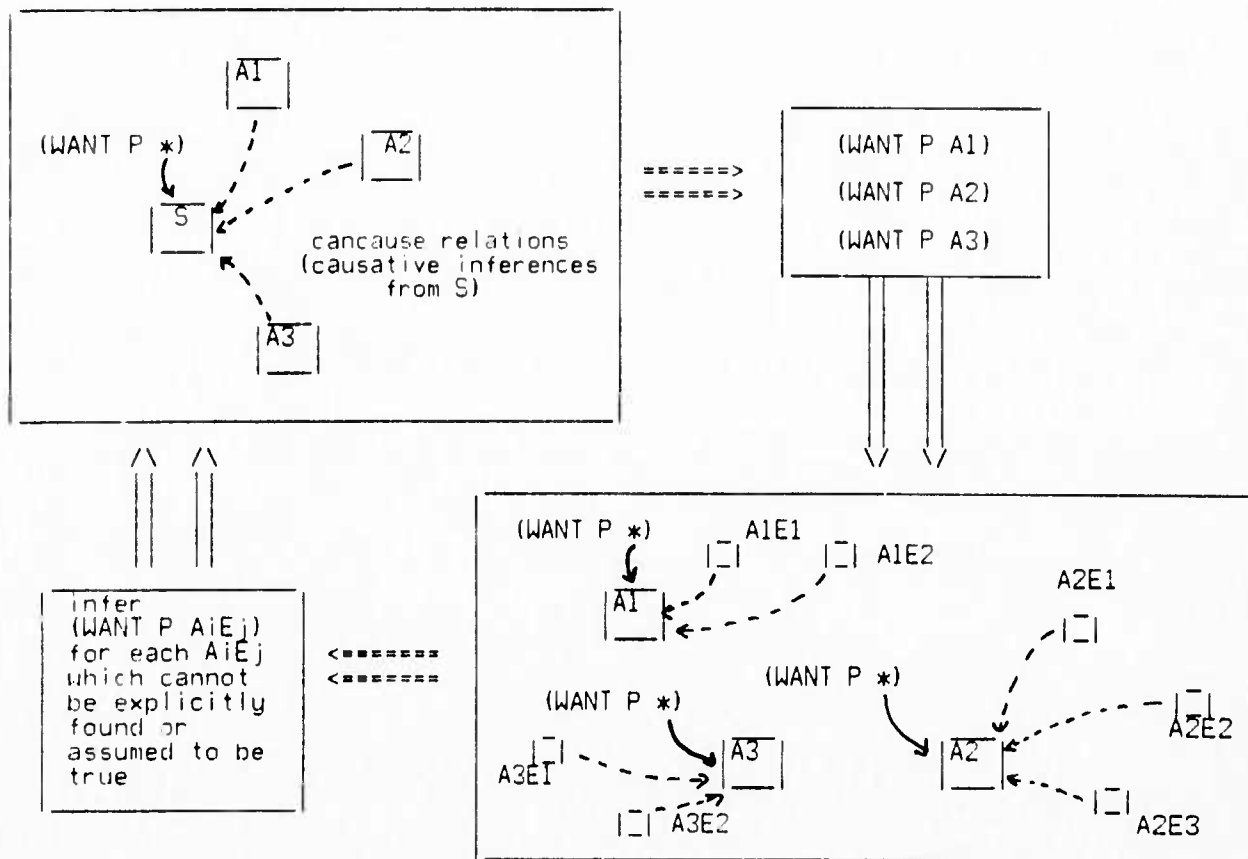 A1
(WANT P *)
A2
S
cancause relations
(causative inferences
from S)
A3
======>
======>
(WANT P A1)
(WANT P A2)
(WANT P A3)
(WANT P *)
A1E1
A1E2
A1
A2E1
(WANT P *)
(WANT P *)
A2E2
A3
A2
A3E1
A3E2
A2E3
<=======
<=======
infer
(WANT P AiEj)
for each AiEj
which cannot
be explicitly
found or
assumed to be
true